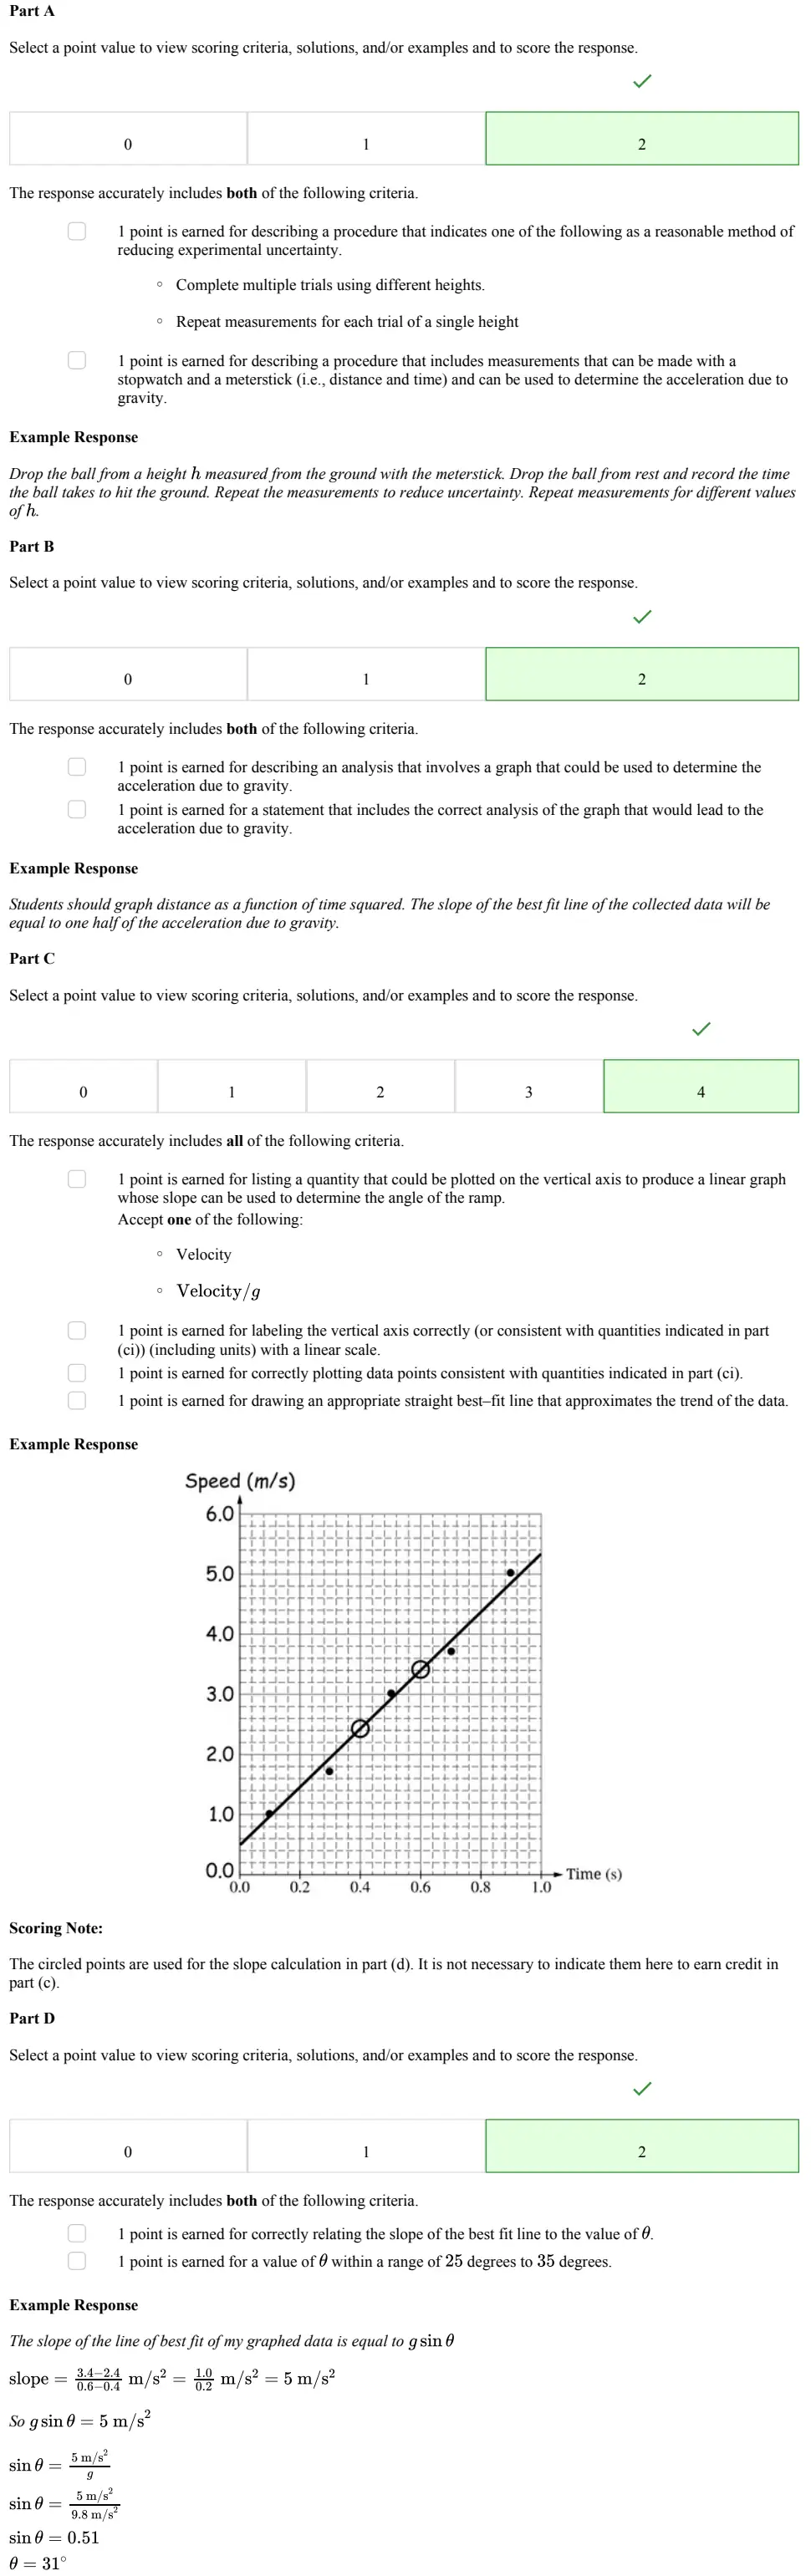 Part A
Select a point value to view scoring criteria, solutions, and/or examples and to score the response.
0 1 2
The response accurately includes both of the following criteria.
1 point is earned for describing a procedure that indicates one of the following as a reasonable method of
reducing experimental uncertainty.
◦ Complete multiple trials using different heights.
◦ Repeat measurements for each trial of a single height
1 point is earned for describing a procedure that includes measurements that can be made with a
stopwatch and a meterstick (i.e., distance and time) and can be used to determine the acceleration due to
gravity.
Example Response
Drop the ball from a height h measured from the ground with the meterstick. Drop the ball from rest and record the time
the ball takes to hit the ground. Repeat the measurements to reduce uncertainty. Repeat measurements for different values
of h.
Part B
Select a point value to view scoring criteria, solutions, and/or examples and to score the response.
0 1 2
The response accurately includes both of the following criteria.
1 point is earned for describing an analysis that involves a graph that could be used to determine the
acceleration due to gravity.
1 point is earned for a statement that includes the correct analysis of the graph that would lead to the
acceleration due to gravity.
Example Response
Students should graph distance as a function of time squared. The slope of the best fit line of the collected data will be
equal to one half of the acceleration due to gravity.
Part C
Select a point value to view scoring criteria, solutions, and/or examples and to score the response.
0 1 2 3 4
The response accurately includes all of the following criteria.
1 point is earned for listing a quantity that could be plotted on the vertical axis to produce a linear graph
whose slope can be used to determine the angle of the ramp.
Accept one of the following:
◦ Velocity
◦ Velocity/g
1 point is earned for labeling the vertical axis correctly (or consistent with quantities indicated in part
(ci)) (including units) with a linear scale.
1 point is earned for correctly plotting data points consistent with quantities indicated in part (ci).
1 point is earned for drawing an appropriate straight best–fit line that approximates the trend of the data.
Example Response
Speed (m/s)
6.0
5.0
4.0
3.0
2.0
1.0
0.0
0.0 0.2 0.4 0.6 0.8 1.0
Time (s)
Scoring Note:
The circled points are used for the slope calculation in part (d). It is not necessary to indicate them here to earn credit in
part (c).
Part D
Select a point value to view scoring criteria, solutions, and/or examples and to score the response.
0 1 2
The response accurately includes both of the following criteria.
1 point is earned for correctly relating the slope of the best fit line to the value of θ.
1 point is earned for a value of θ within a range of 25 degrees to 35 degrees.
Example Response
The slope of the line of best fit of my graphed data is equal to g sin θ
slope = (3.4−2.4)/(0.6−0.4) m/s² = 1.0/0.2 m/s² = 5 m/s²
So g sin θ = 5 m/s²
sin θ = (5 m/s²)/g
sin θ = (5 m/s²)/(9.8 m/s²)
sin θ = 0.51
θ = 31°